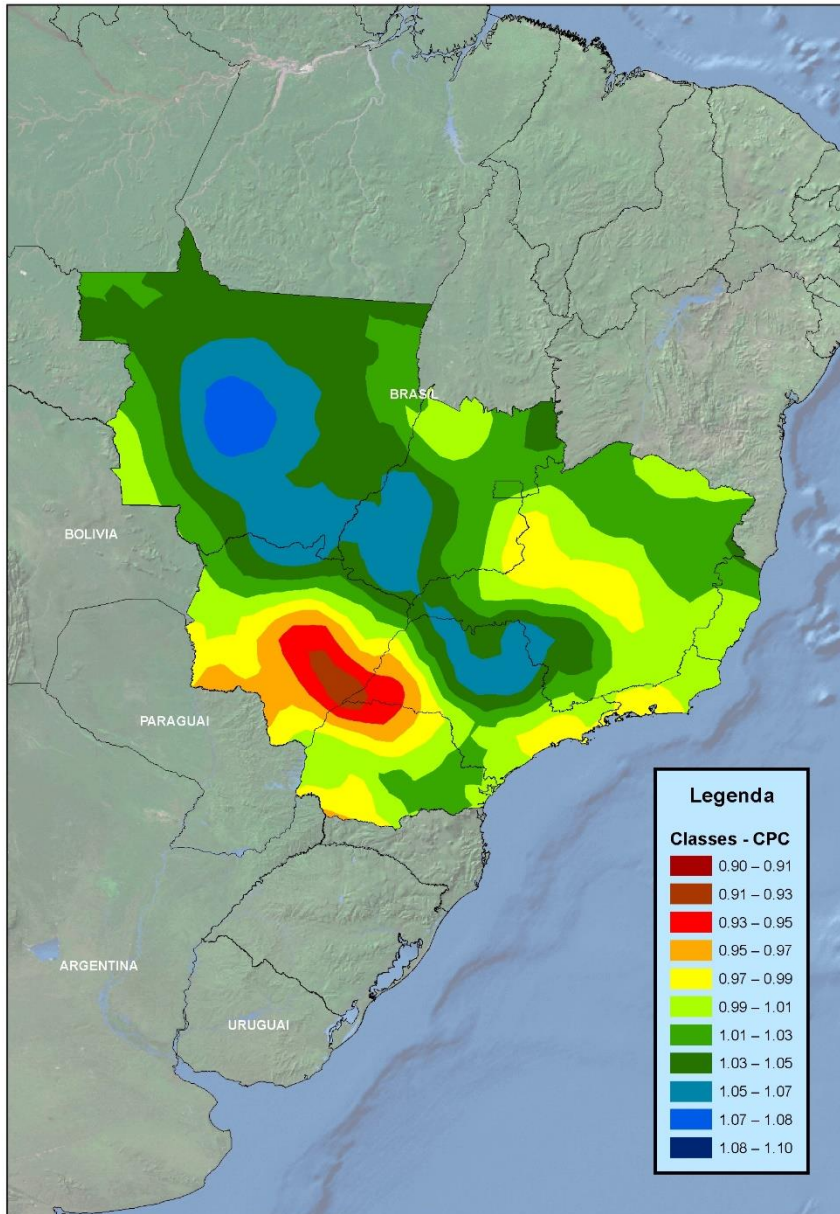 BRASIL
BOLIVIA
PARAGUAI
ARGENTINA
URUGUAI
Legenda
Classes - CPC
0.90 – 0.91
0.91 – 0.93
0.93 – 0.95
0.95 – 0.97
0.97 – 0.99
0.99 – 1.01
1.01 – 1.03
1.03 – 1.05
1.05 – 1.07
1.07 – 1.08
1.08 – 1.10